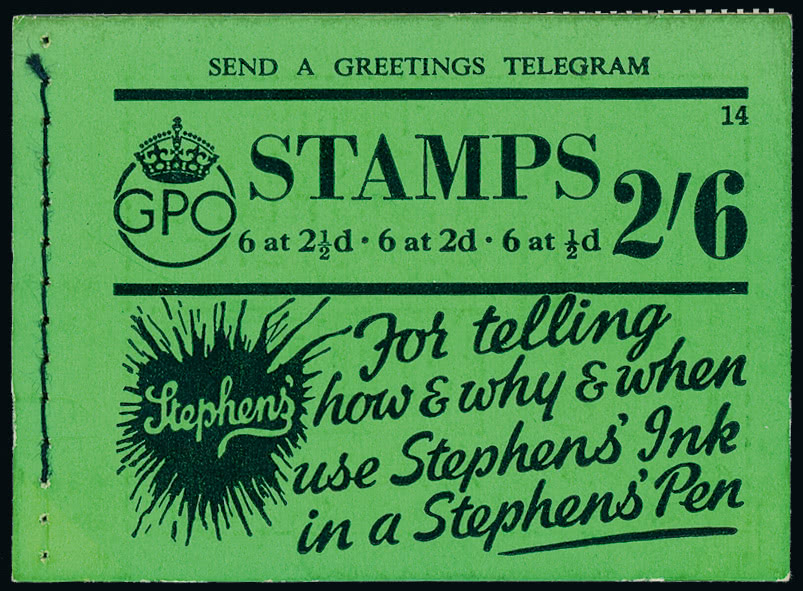 SEND A GREETINGS TELEGRAM
14
GPO
STAMPS
2/6
6 at 2½d · 6 at 2d · 6 at ½d
Stephens'
For telling
how & why & when
use Stephens' Ink
in a Stephens' Pen